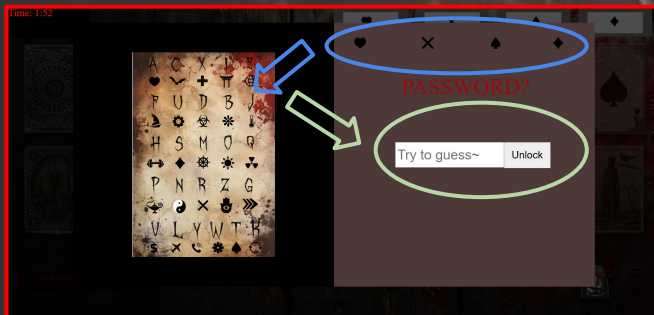 Time: 1:52
A C X I E
F U D B J
H S M O Q
P N R Z G
V L Y W T K
PASSWORD?
Try to guess~
Unlock